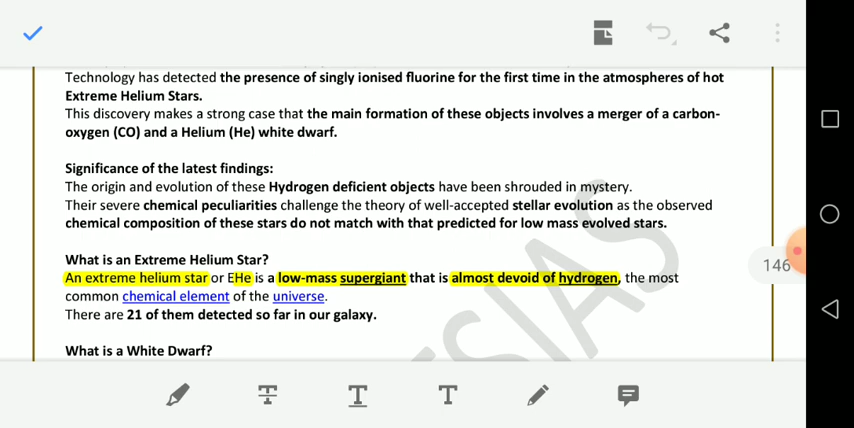 Technology has detected the presence of singly ionised fluorine for the first time in the atmospheres of hot
Extreme Helium Stars.
This discovery makes a strong case that the main formation of these objects involves a merger of a carbon-
oxygen (CO) and a Helium (He) white dwarf.
Significance of the latest findings:
The origin and evolution of these Hydrogen deficient objects have been shrouded in mystery.
Their severe chemical peculiarities challenge the theory of well-accepted stellar evolution as the observed
chemical composition of these stars do not match with that predicted for low mass evolved stars.
What is an Extreme Helium Star?
An extreme helium star or EHe is a low-mass supergiant that is almost devoid of hydrogen, the most
146
common chemical element of the universe.
There are 21 of them detected so far in our galaxy.
What is a White Dwarf?
SIAS
T
T
T